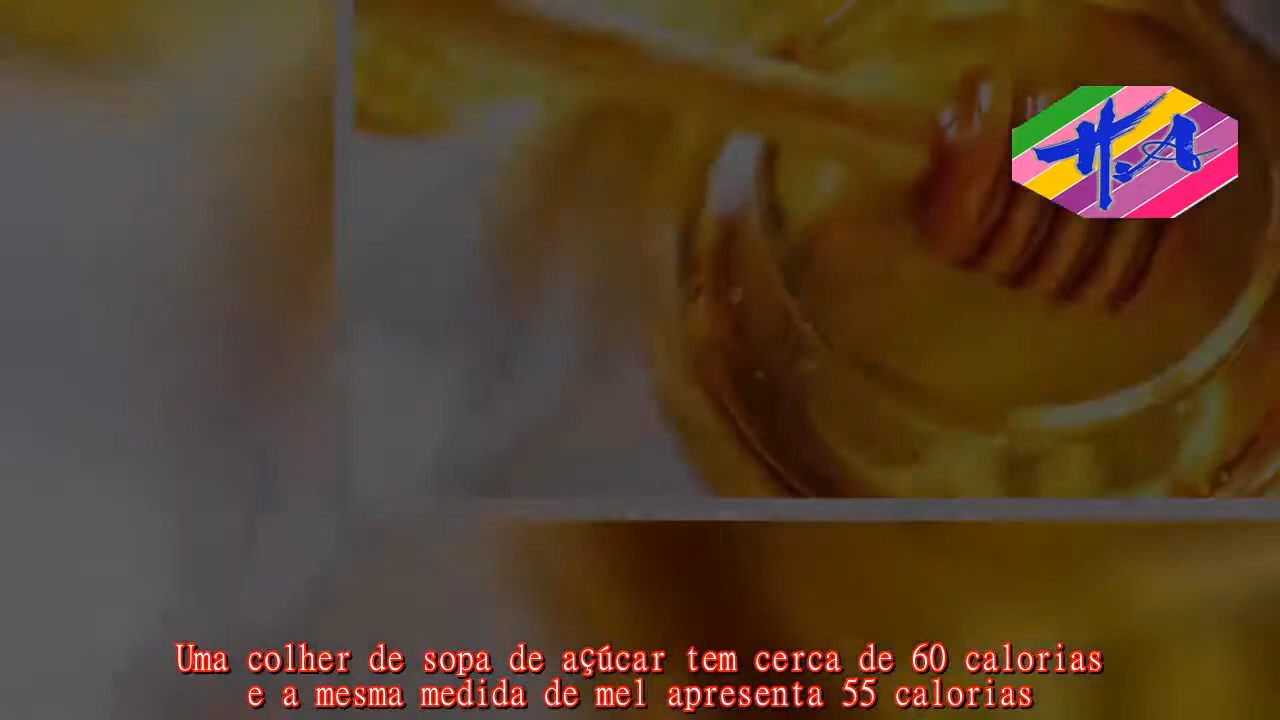 H.A
Uma colher de sopa de açúcar tem cerca de 60 calorias
e a mesma medida de mel apresenta 55 calorias